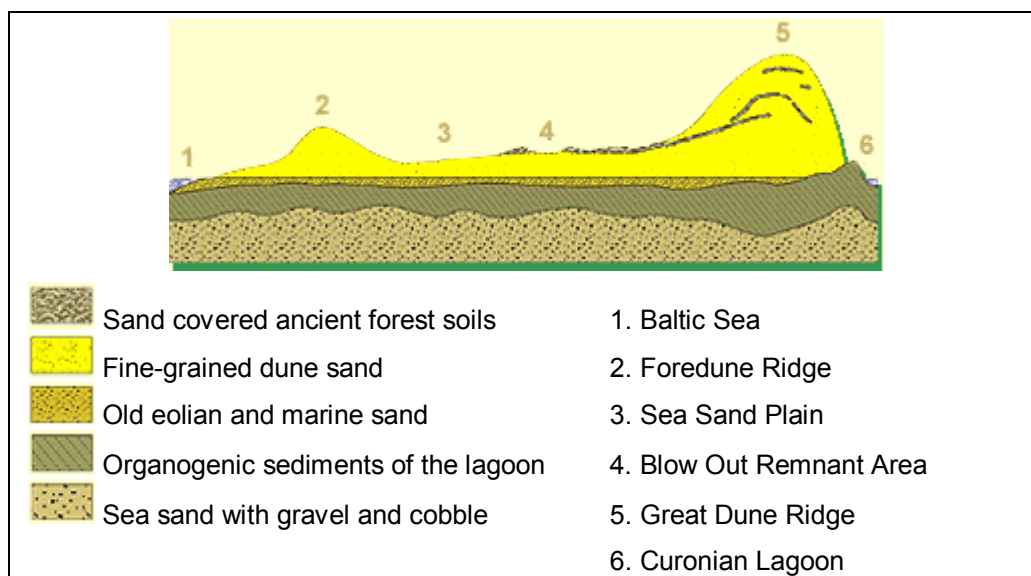 5
2
3
4
1
6
Sand covered ancient forest soils
Fine-grained dune sand
Old eolian and marine sand
Organogenic sediments of the lagoon
Sea sand with gravel and cobble
1. Baltic Sea
2. Foredune Ridge
3. Sea Sand Plain
4. Blow Out Remnant Area
5. Great Dune Ridge
6. Curonian Lagoon